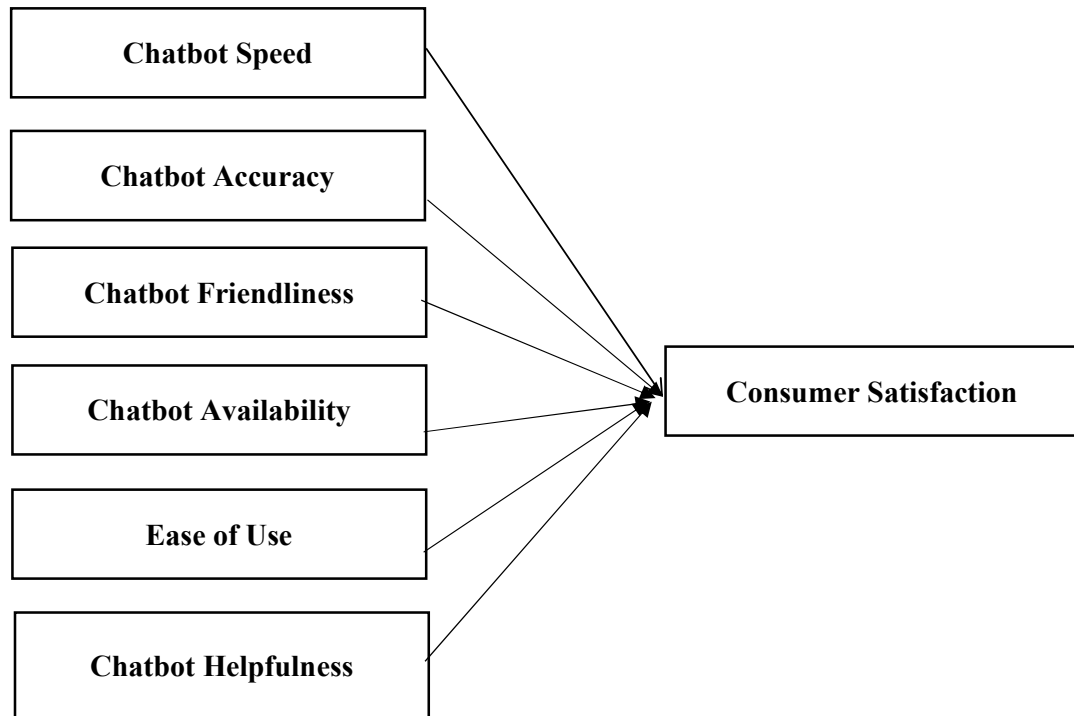 Chatbot Speed
Chatbot Accuracy
Chatbot Friendliness
Chatbot Availability
Consumer Satisfaction
Ease of Use
Chatbot Helpfulness